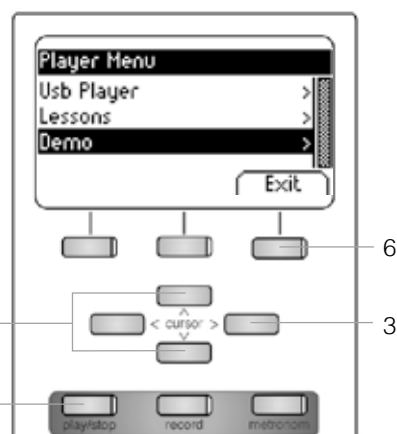 Player Menu
Usb Player >
Lessons >
Demo >
Exit
6
< cursor >
3
play/stop record metronom